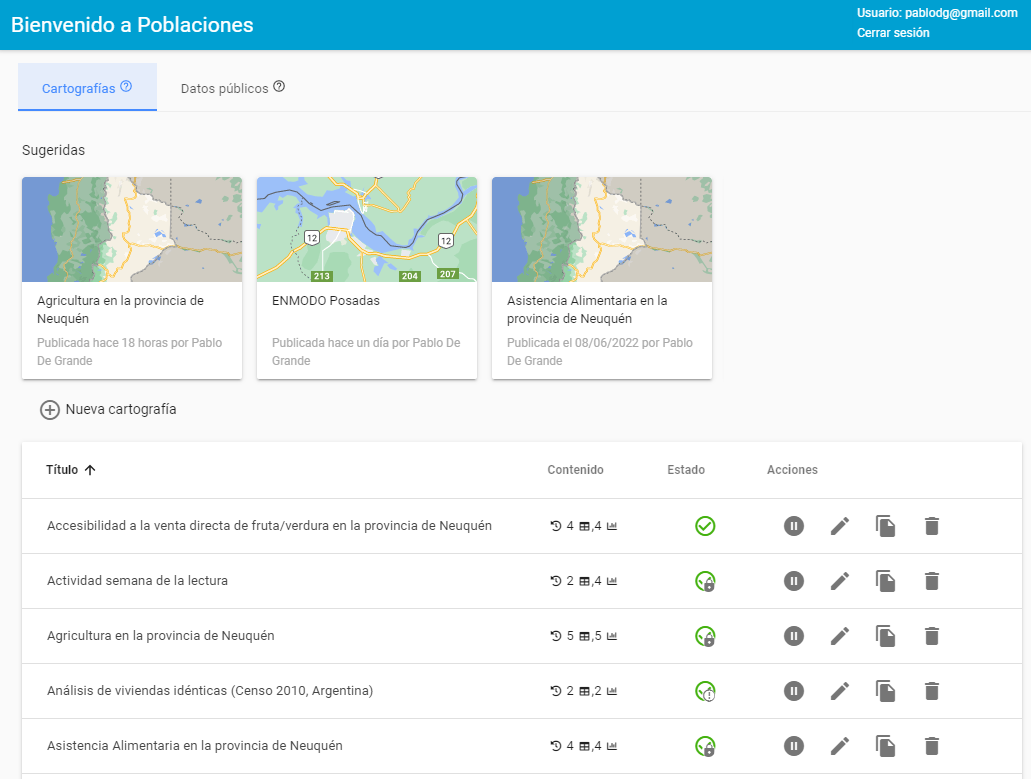 Bienvenido a Poblaciones
Usuario: pablodg@gmail.com
Cerrar sesión
Cartografías
Datos públicos
Sugeridas
12
12
213
204
207
Agricultura en la provincia de
Neuquén
Publicada hace 18 horas por Pablo
De Grande
ENMODO Posadas
Publicada hace un día por Pablo De
Grande
Asistencia Alimentaria en la
provincia de Neuquén
Publicada el 08/06/2022 por Pablo
De Grande
Nueva cartografía
Título Contenido Estado Acciones
Accesibilidad a la venta directa de fruta/verdura en la provincia de Neuquén 4 ,4
Actividad semana de la lectura 2 ,4
Agricultura en la provincia de Neuquén 5 ,5
Análisis de viviendas idénticas (Censo 2010, Argentina) 2 ,2
Asistencia Alimentaria en la provincia de Neuquén 4 ,4